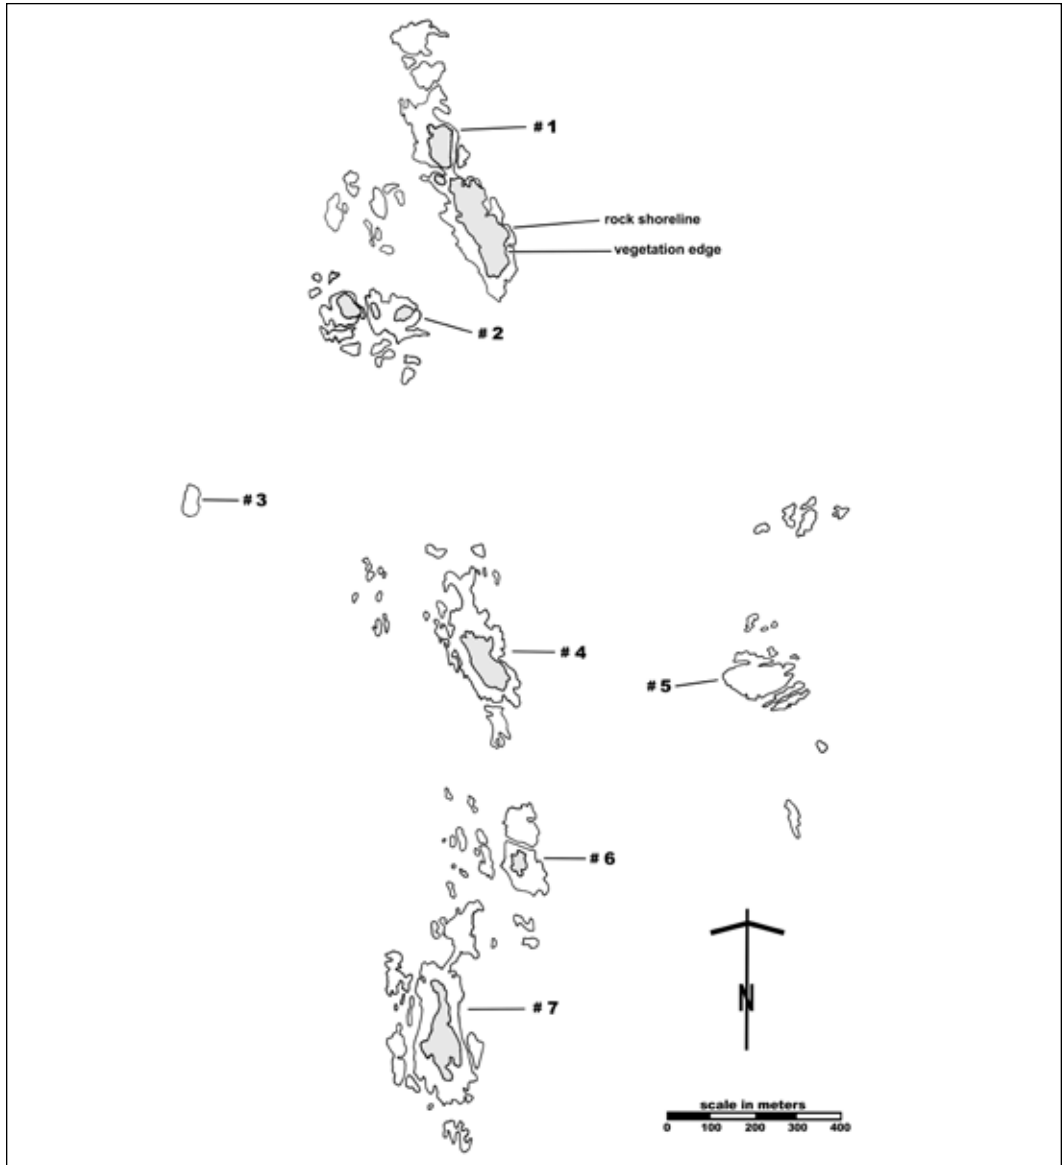 # 1
rock shoreline
vegetation edge
# 2
# 3
# 4
# 5
# 6
N
# 7
scale in meters
0 100 200 300 400